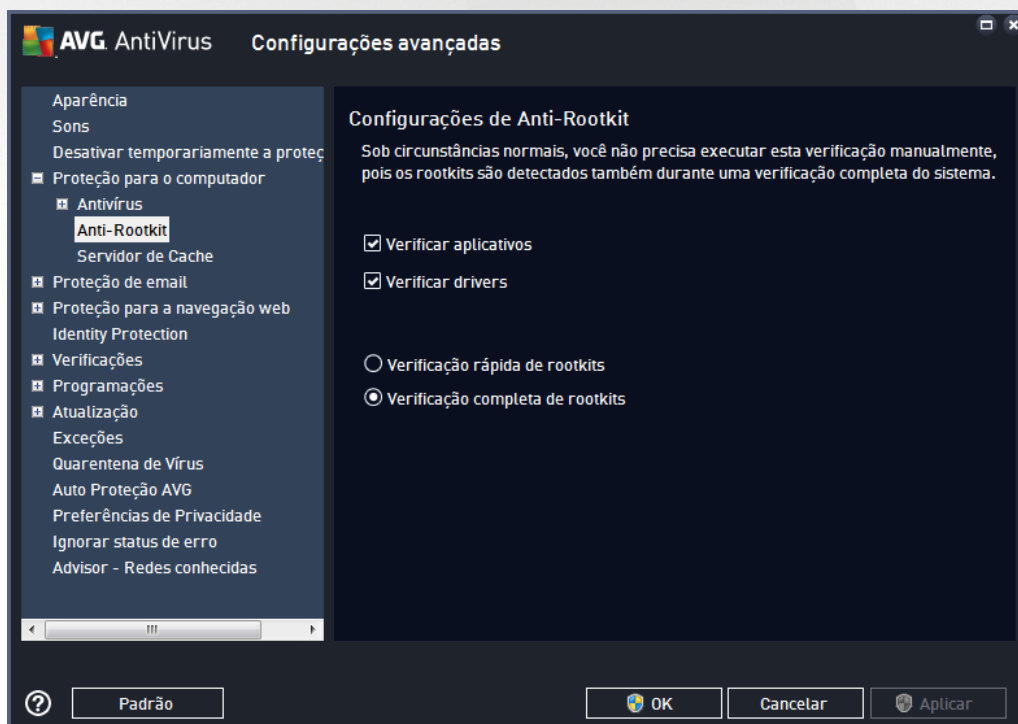 AVG. AntiVirus Configurações avançadas
Aparência
Sons
Desativar temporariamente a proteç
Proteção para o computador
Antivírus
Anti-Rootkit
Servidor de Cache
Proteção de email
Proteção para a navegação web
Identity Protection
Verificações
Programações
Atualização
Exceções
Quarentena de Vírus
Auto Proteção AVG
Preferências de Privacidade
Ignorar status de erro
Advisor - Redes conhecidas
Configurações de Anti-Rootkit
Sob circunstâncias normais, você não precisa executar esta verificação manualmente,
pois os rootkits são detectados também durante uma verificação completa do sistema.
Verificar aplicativos
Verificar drivers
Verificação rápida de rootkits
Verificação completa de rootkits
? Padrão OK Cancelar Aplicar